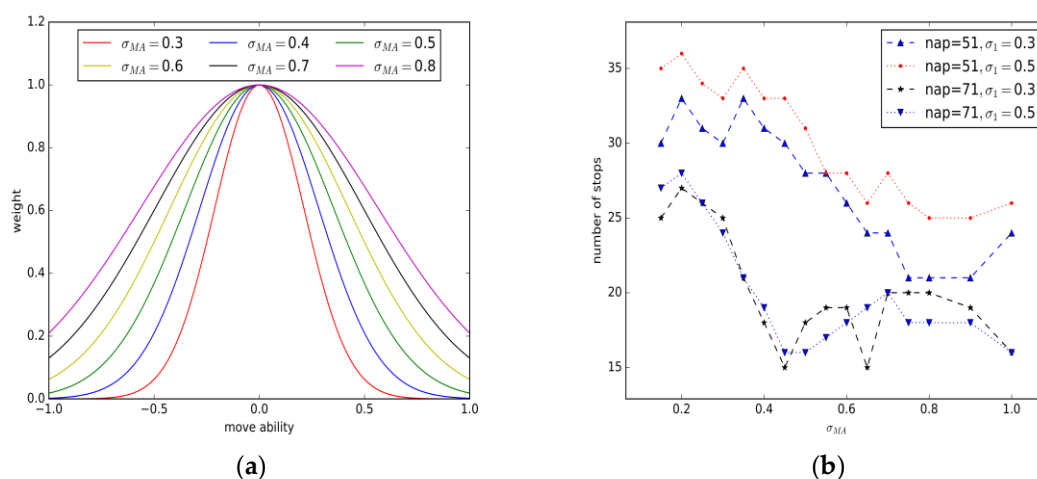 1.2
1.0
0.8
0.6
0.4
0.2
0.0
−1.0 −0.5 0.0 0.5 1.0
weight
move ability
σ_MA = 0.3 σ_MA = 0.4 σ_MA = 0.5
σ_MA = 0.6 σ_MA = 0.7 σ_MA = 0.8
(a)
35
30
25
20
15
0.2 0.4 0.6 0.8 1.0
number of stops
σ_MA
nap=51, σ₁ = 0.3
nap=51, σ₁ = 0.5
nap=71, σ₁ = 0.3
nap=71, σ₁ = 0.5
(b)